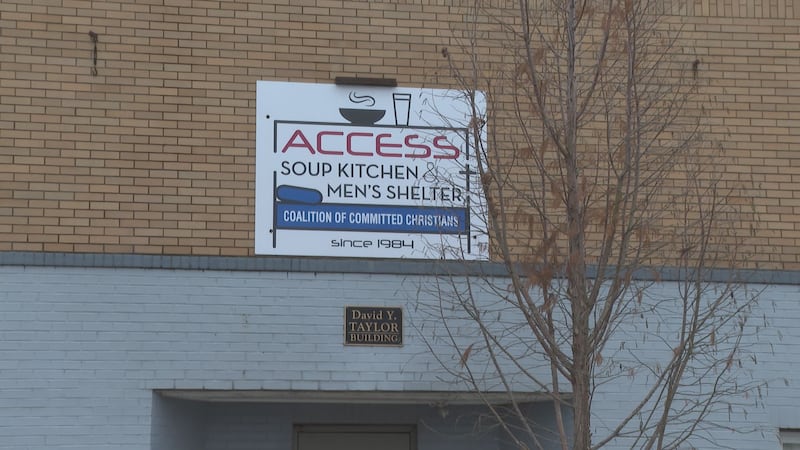 ACCESS
SOUP KITCHEN &
MEN'S SHELTER
COALITION OF COMMITTED CHRISTIANS
since 1984
David Y.
TAYLOR
BUILDING